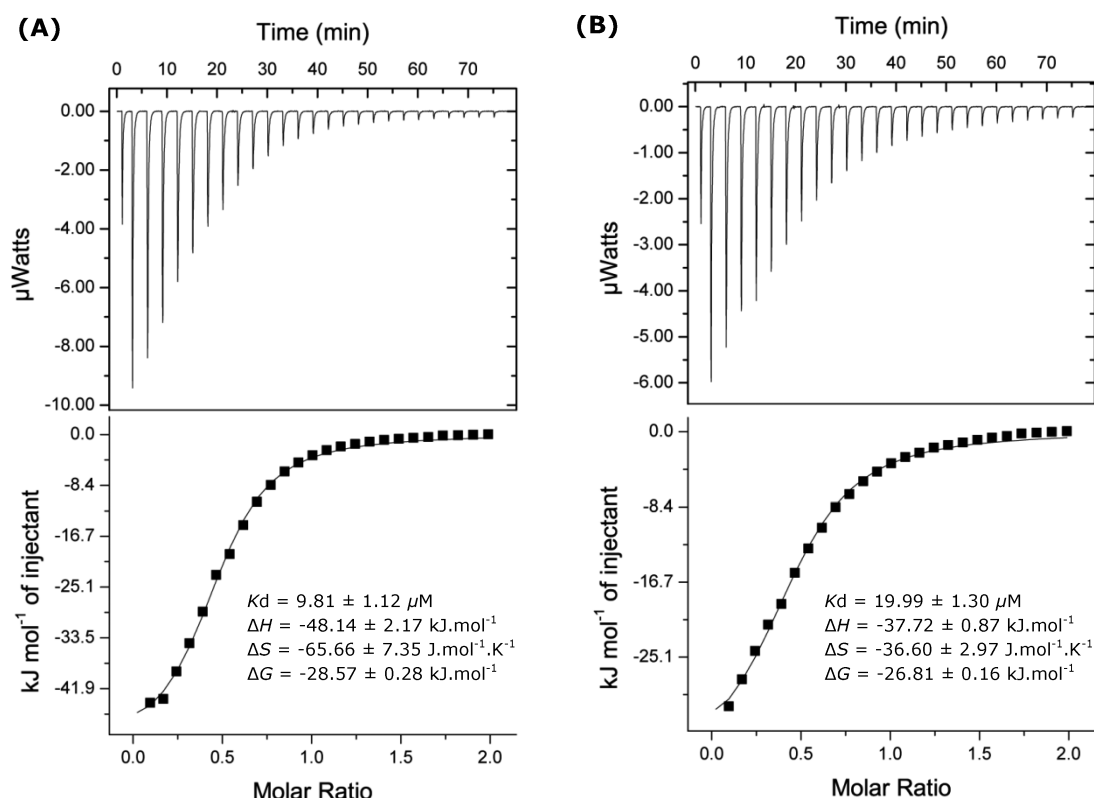 (A)
Time (min)
0 10 20 30 40 50 60 70
0.00
-2.00
-4.00
-6.00
-8.00
-10.00
µWatts
0.0
-8.4
-16.7
-25.1
-33.5
-41.9
kJ mol⁻¹ of injectant
Kd = 9.81 ± 1.12 µM
ΔH = -48.14 ± 2.17 kJ.mol⁻¹
ΔS = -65.66 ± 7.35 J.mol⁻¹.K⁻¹
ΔG = -28.57 ± 0.28 kJ.mol⁻¹
0.0 0.5 1.0 1.5 2.0
Molar Ratio
(B)
Time (min)
0 10 20 30 40 50 60 70
0.00
-1.00
-2.00
-3.00
-4.00
-5.00
-6.00
µWatts
0.0
-8.4
-16.7
-25.1
kJ mol⁻¹ of injectant
Kd = 19.99 ± 1.30 µM
ΔH = -37.72 ± 0.87 kJ.mol⁻¹
ΔS = -36.60 ± 2.97 J.mol⁻¹.K⁻¹
ΔG = -26.81 ± 0.16 kJ.mol⁻¹
0.0 0.5 1.0 1.5 2.0
Molar Ratio